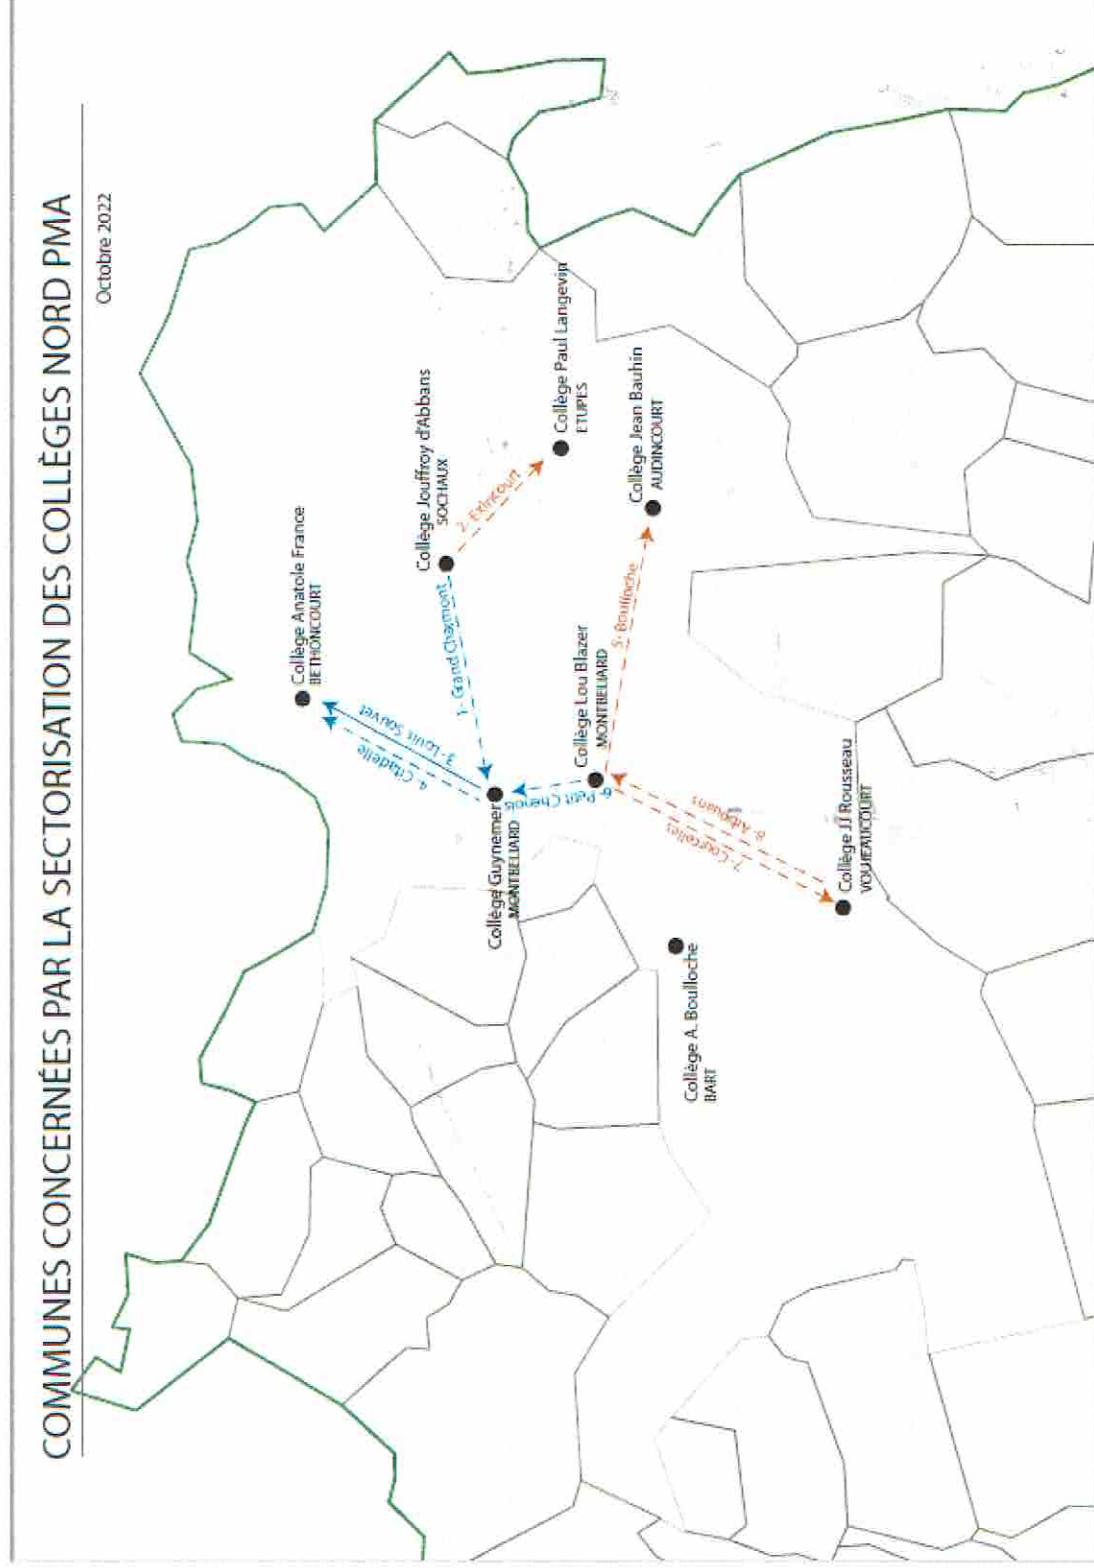 COMMUNES CONCERNÉES PAR LA SECTORISATION DES COLLÈGES NORD PMA
Octobre 2022
Collège Anatole France
BETHONCOURT
4- Citadelle
3- Louis Souvet
Collège Jouffroy d'Abbans
SOCHAUX
1- Grand Charmont
2- Exincourt
Collège Guynemer
MONTBELIARD
Collège Paul Langevin
ETUPES
6- Petit Chenois
Collège Lou Blazer
MONTBELIARD
5- Boulloche
Collège Jean Bauhin
AUDINCOURT
7- Courcelles
8- Arbouans
Collège A. Boulloche
BART
Collège JJ Rousseau
VOUJEAUCOURT